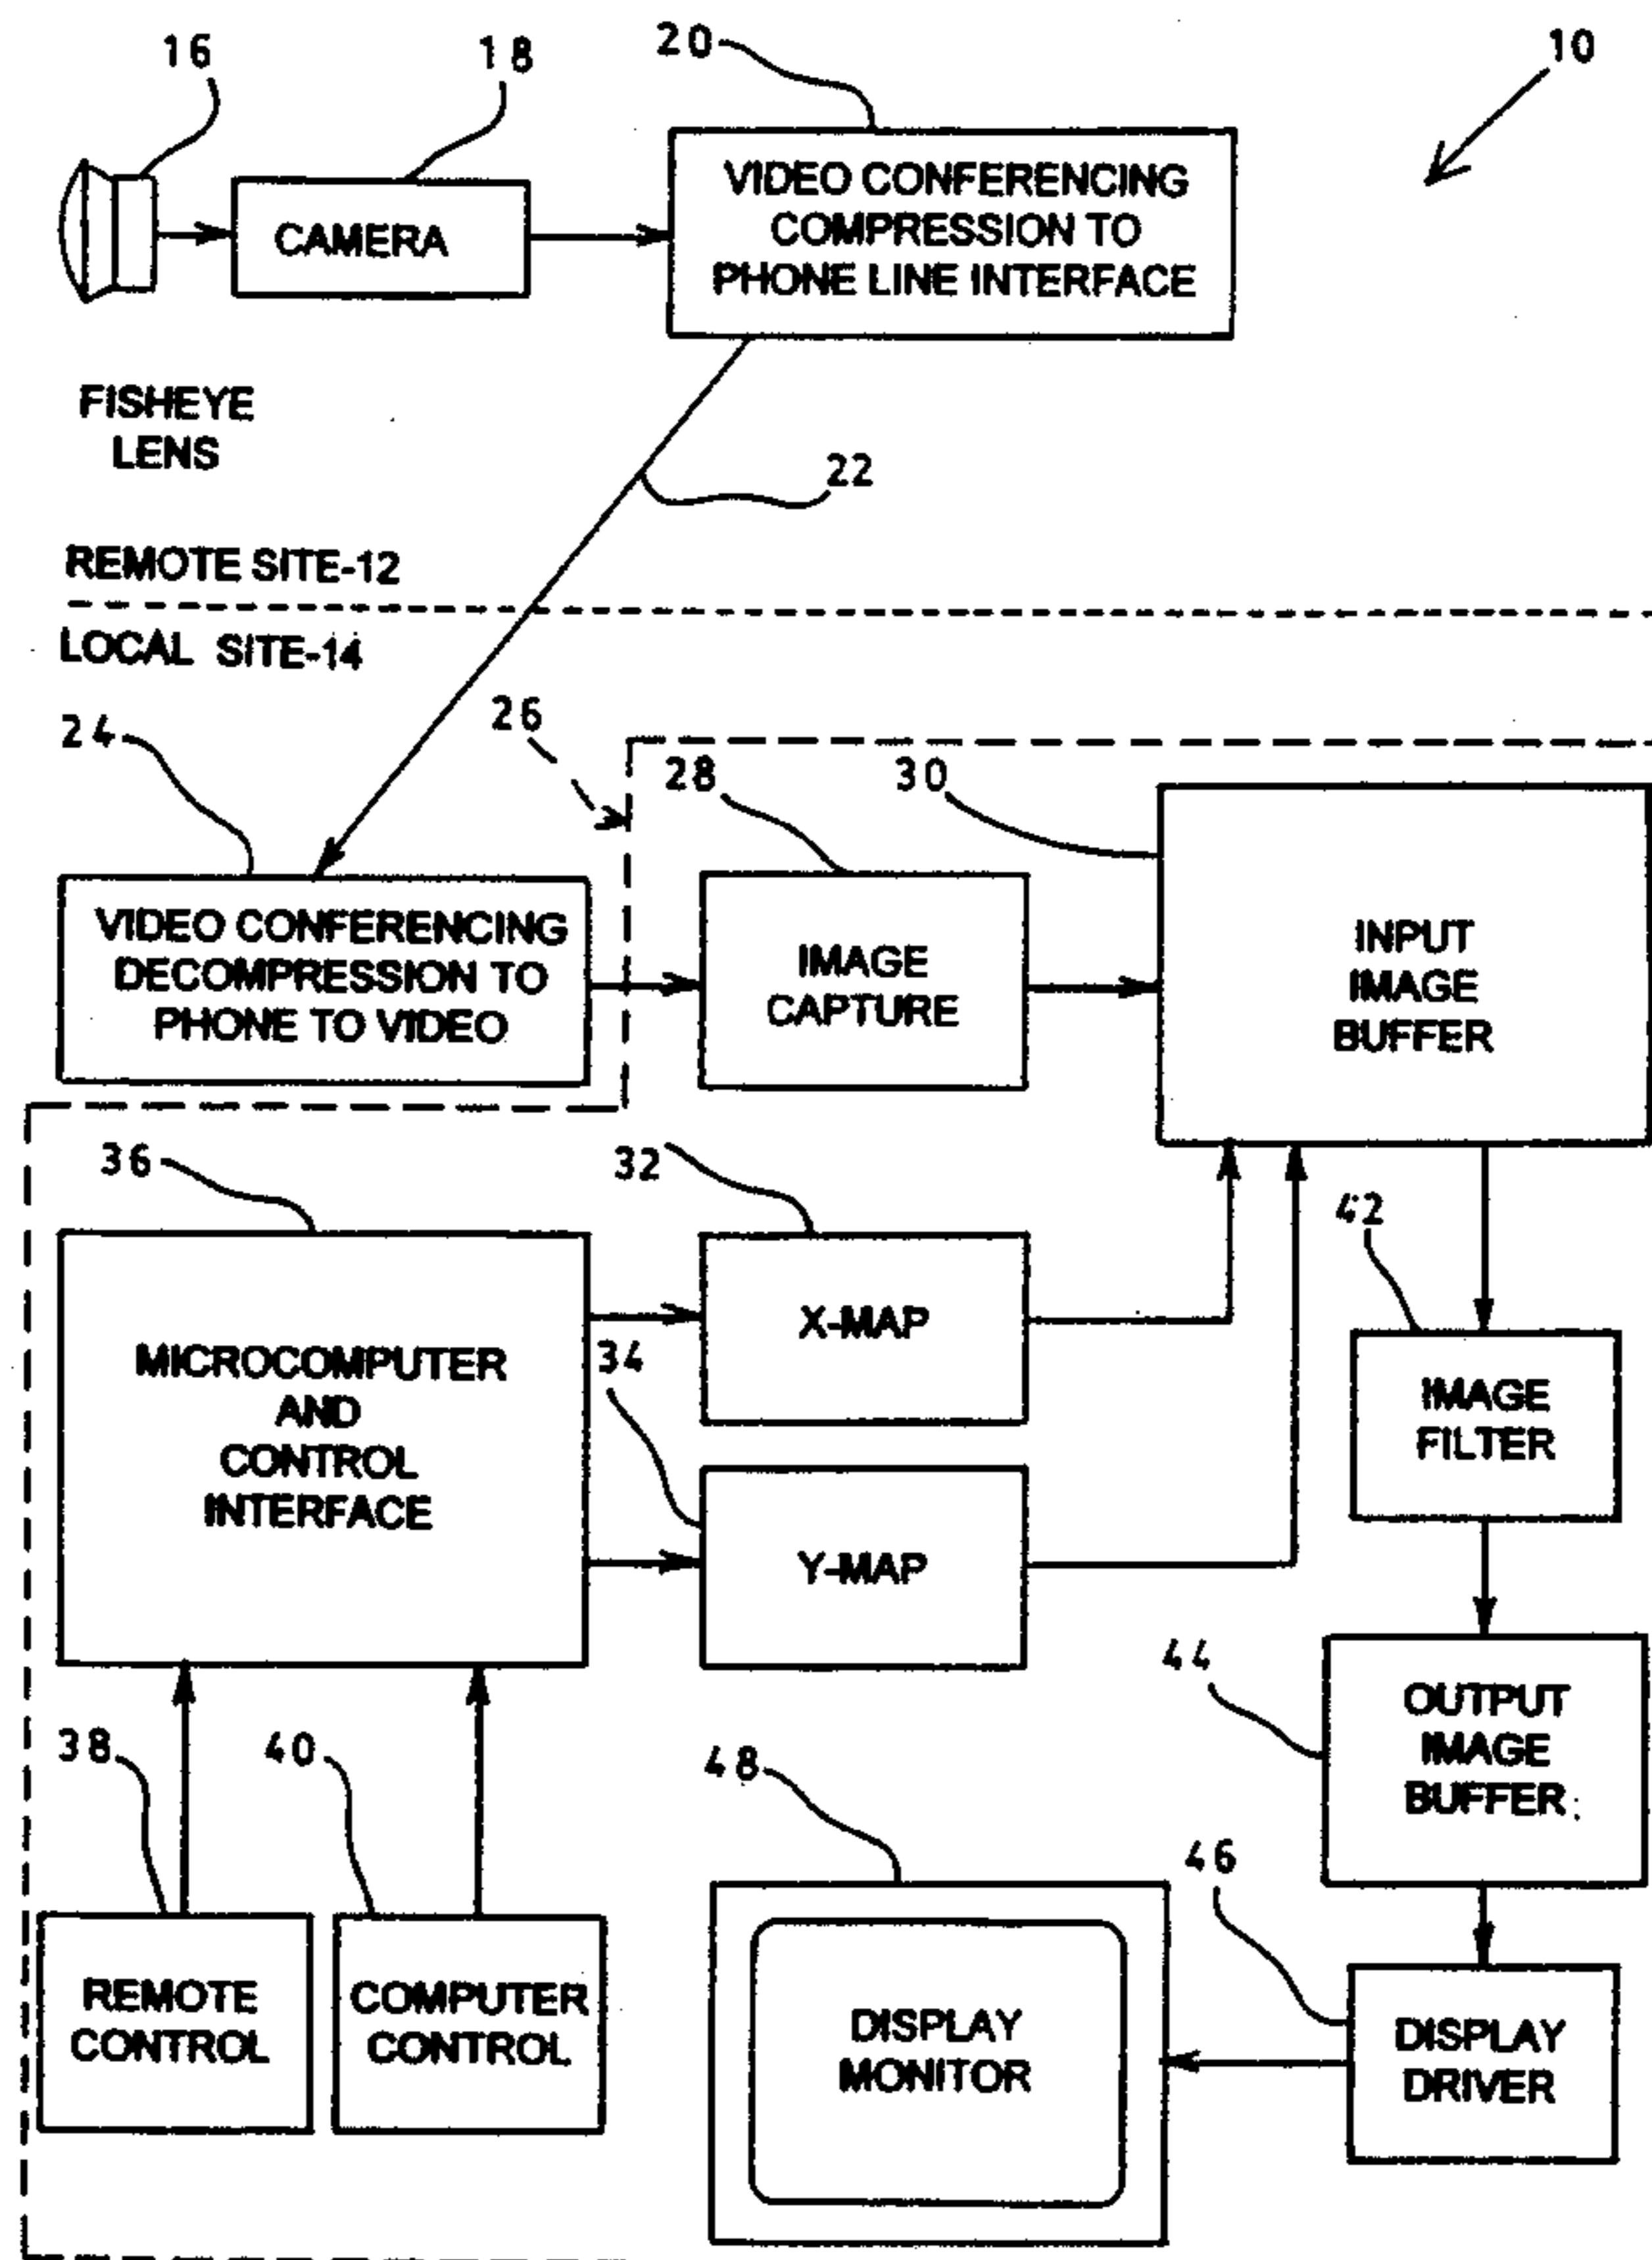 16
18
20
10
CAMERA
VIDEO CONFERENCING
COMPRESSION TO
PHONE LINE INTERFACE
FISHEYE
LENS
22
REMOTE SITE-12
LOCAL SITE-14
24
26
28
30
VIDEO CONFERENCING
DECOMPRESSION TO
PHONE TO VIDEO
IMAGE
CAPTURE
INPUT
IMAGE
BUFFER
36
32
42
MICROCOMPUTER
AND
CONTROL
INTERFACE
X-MAP
34
Y-MAP
IMAGE
FILTER
44
OUTPUT
IMAGE
BUFFER
38
40
48
46
REMOTE
CONTROL
COMPUTER
CONTROL
DISPLAY
MONITOR
DISPLAY
DRIVER